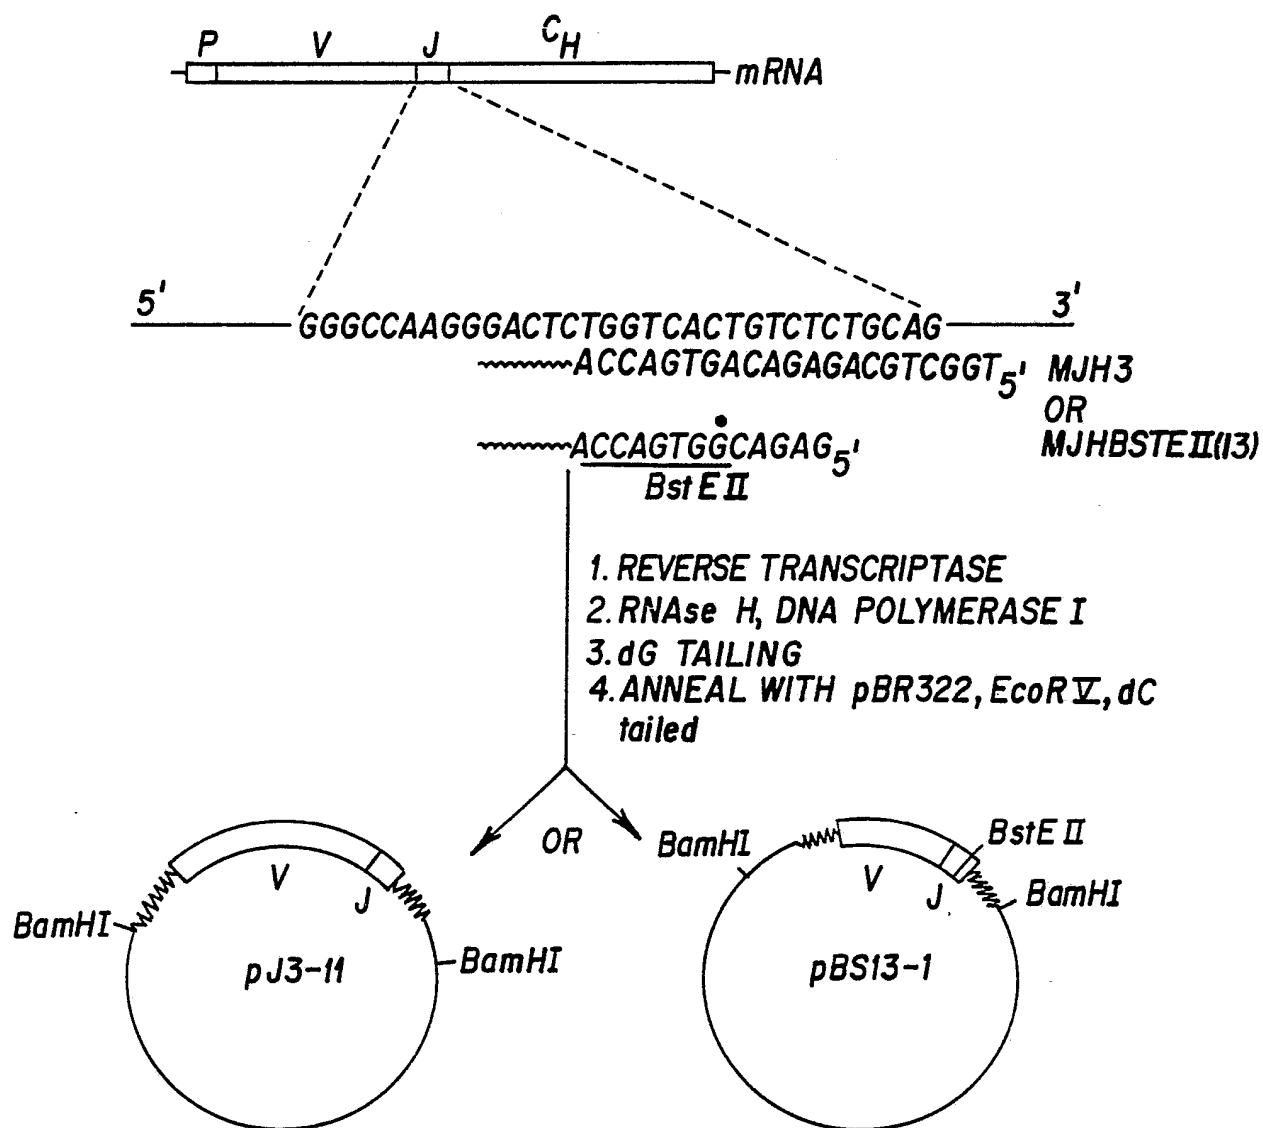 P V J CH
mRNA
5' 3'
GGGCCAAGGGACTCTGGTCACTGTCTCTGCAG
ACCAGTGACAGAGACGTCGGT5' MJH3
OR
MJHBSTEII(13)
ACCAGTGGCAGAG5'
BstEII
1. REVERSE TRANSCRIPTASE
2. RNAse H, DNA POLYMERASE I
3. dG TAILING
4. ANNEAL WITH pBR322, EcoRV, dC
tailed
OR
BamHI V J BamHI
pJ3-11
BamHI V J BstEII
BamHI
pBS13-1